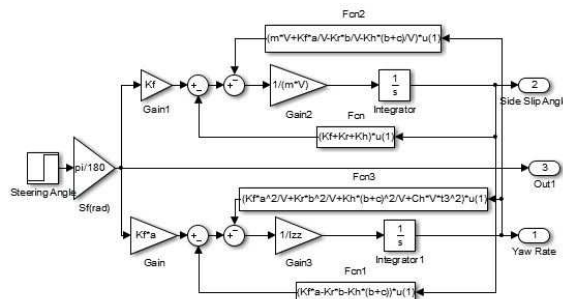 Fcn2
(m*V+Kf*a/V-Kr*b/V-Kh*(b+c)/V)*u(1)
Kf
Gain1
1/(m*V)
Gain2
1
s
Integrator
2
Side Slip Angl
Fcn
(Kf+Kr+Kh)*u(1)
Steering Angle
pi/180
Sf(rad)
3
Out1
Fcn3
(Kf*a^2/V+Kr*b^2/V+Kh*(b+c)^2/V+Ch*V*t3^2)*u(1)
Kf*a
Gain
1/Izz
Gain3
1
s
Integrator1
1
Yaw Rate
Fcn1
(Kf*a-Kr*b-Kh*(b+c))*u(1)